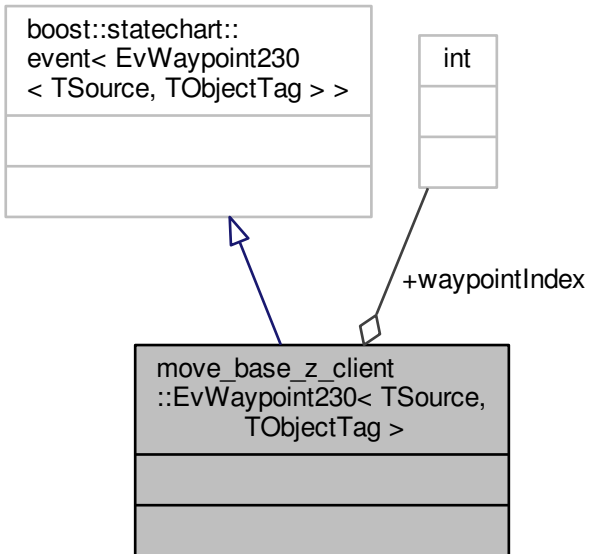 boost::statechart::
event< EvWaypoint230
< TSource, TObjectTag > >
int
+waypointIndex
move_base_z_client
::EvWaypoint230< TSource,
TObjectTag >